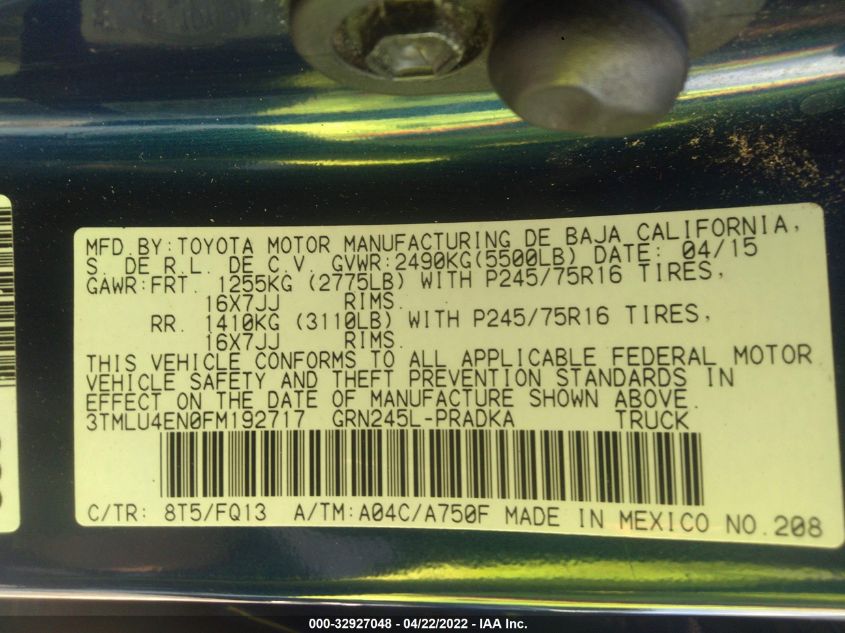 MFD.BY:TOYOTA MOTOR MANUFACTURING DE BAJA CALIFORNIA,
S. DE R.L. DE C.V. GVWR:2490KG(5500LB) DATE: 04/15
GAWR:FRT. 1255KG (2775LB) WITH P245/75R16 TIRES,
16X7JJ RIMS.
RR. 1410KG (3110LB) WITH P245/75R16 TIRES,
16X7JJ RIMS.
THIS VEHICLE CONFORMS TO ALL APPLICABLE FEDERAL MOTOR
VEHICLE SAFETY AND THEFT PREVENTION STANDARDS IN
EFFECT ON THE DATE OF MANUFACTURE SHOWN ABOVE.
3TMLU4EN0FM192717 GRN245L-PRADKA TRUCK
C/TR: 8T5/FQ13 A/TM:A04C/A750F MADE IN MEXICO NO.208
000-32927048 - 04/22/2022 - IAA Inc.